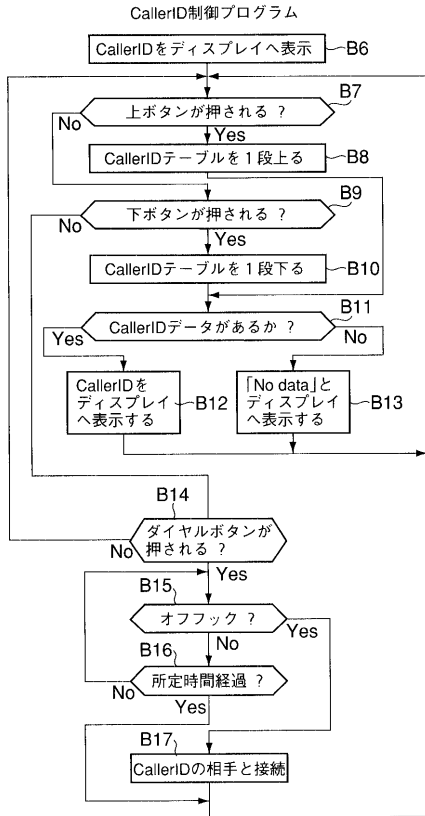 CallerID制御プログラム
CallerIDをディスプレイへ表示
B6
B7
上ボタンが押される ?
No
Yes
CallerIDテーブルを1段上る
B8
B9
下ボタンが押される ?
No
Yes
CallerIDテーブルを1段下る
B10
B11
CallerIDデータがあるか ?
Yes
No
CallerIDを
ディスプレイ
へ表示する
B12
「No data」と
ディスプレイ
へ表示する
B13
B14
ダイヤルボタンが
押される ?
No
Yes
B15
オフフック ?
Yes
No
B16
所定時間経過 ?
No
Yes
B17
CallerIDの相手と接続